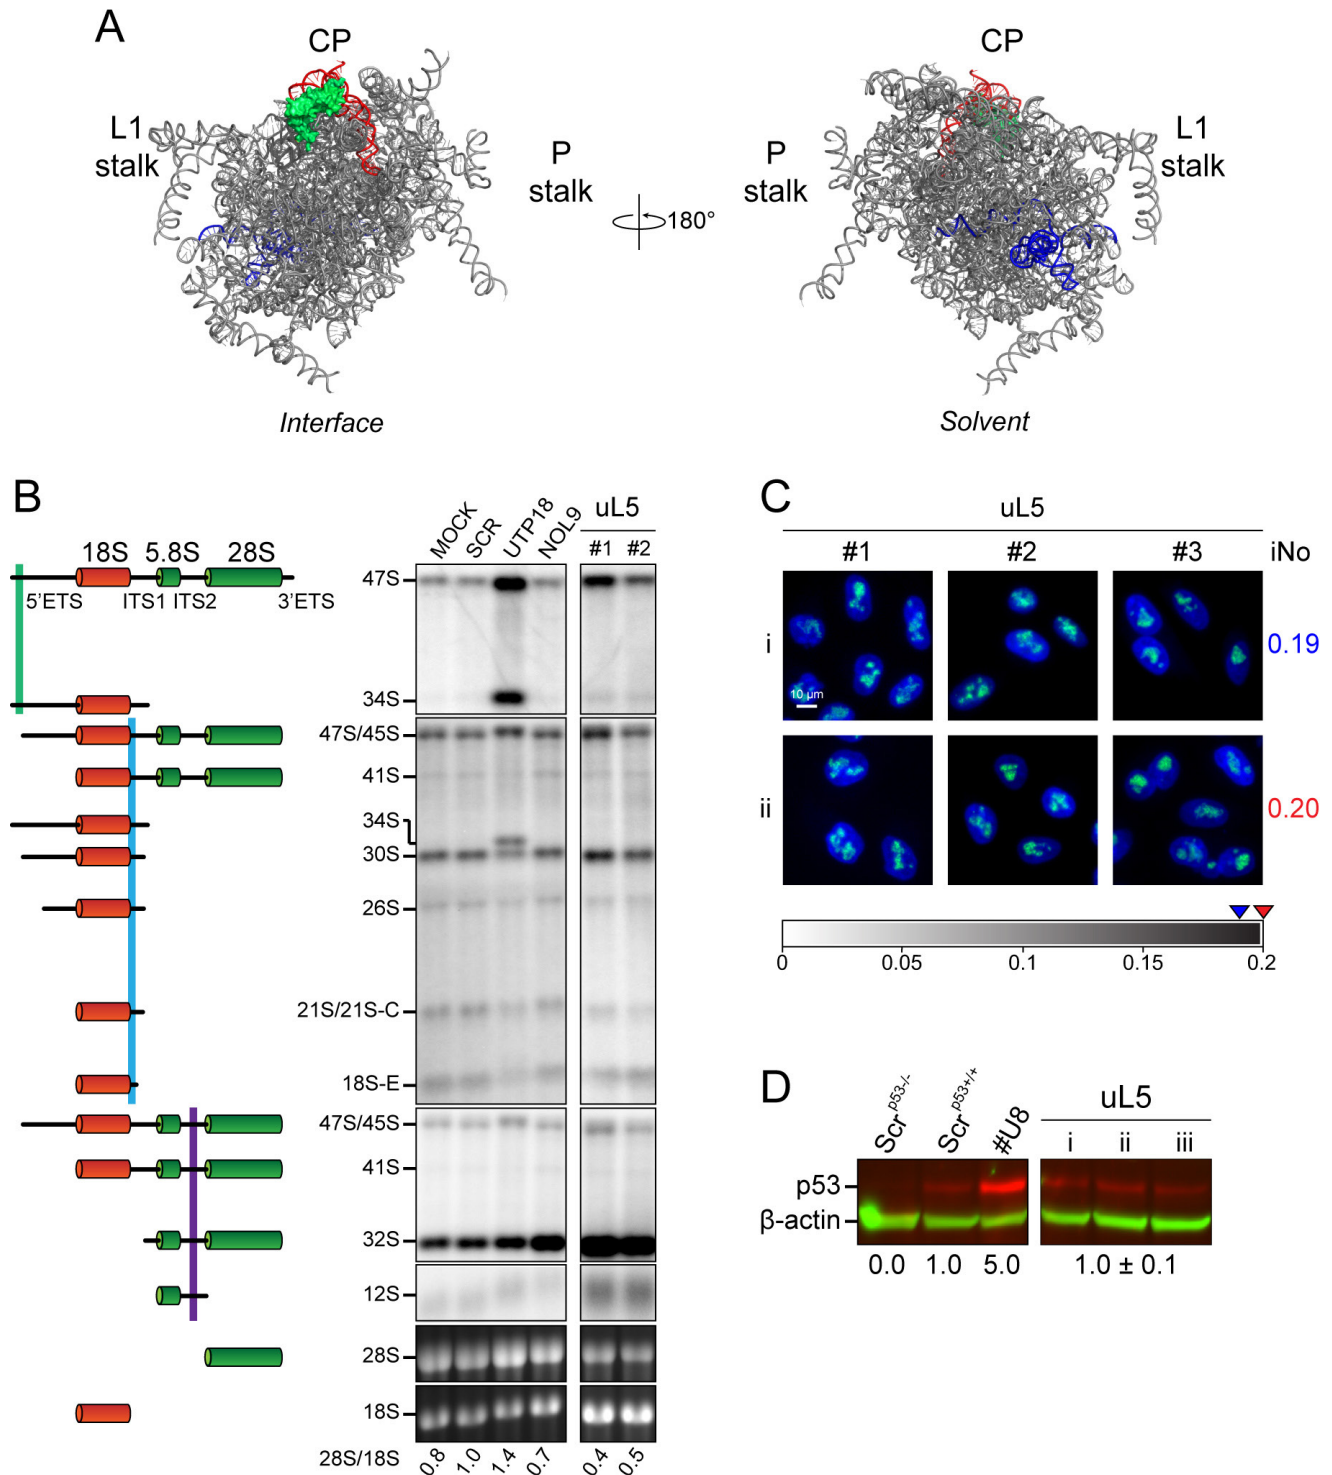 A
CP
CP
L1
stalk
P
stalk
180°
P
stalk
L1
stalk
Interface
Solvent
B
18S 5.8S 28S
5'ETS ITS1 ITS2 3'ETS
MOCK SCR UTP18 NOL9 uL5
#1 #2
47S
34S
47S/45S
41S
34S
30S
26S
21S/21S-C
18S-E
47S/45S
41S
32S
12S
28S
18S
28S/18S 0.8 1.0 1.4 0.7 0.4 0.5
C
uL5
#1 #2 #3 iNo
i 0.19
10 µm
ii 0.20
0 0.05 0.1 0.15 0.2
D
Scr p53-/- Scr p53+/+ #U8 uL5
i ii iii
p53
β-actin
0.0 1.0 5.0 1.0 ± 0.1